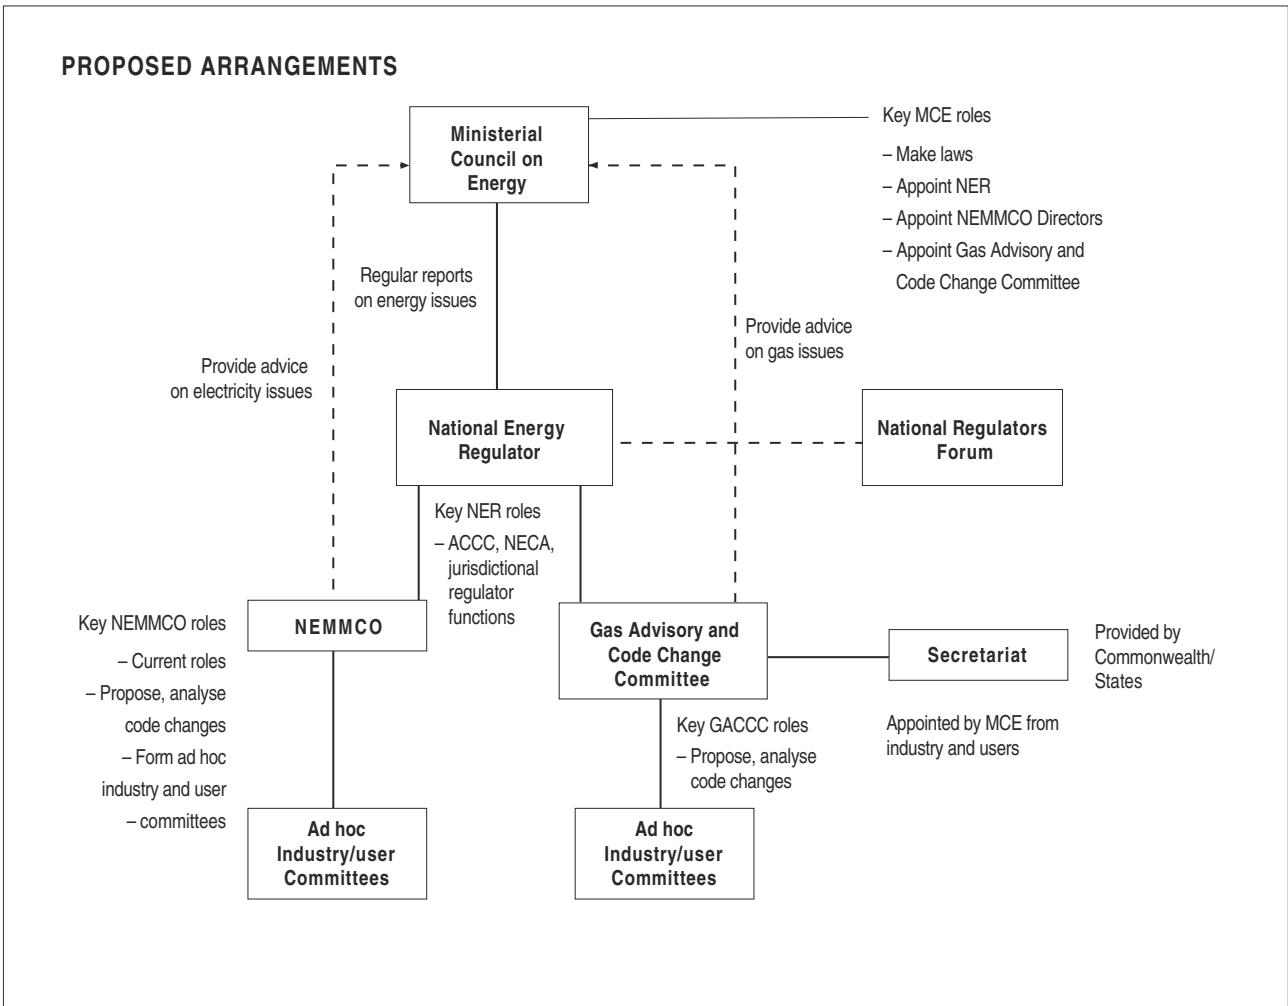 PROPOSED ARRANGEMENTS
Ministerial
Council on
Energy
Key MCE roles
– Make laws
– Appoint NER
– Appoint NEMMCO Directors
– Appoint Gas Advisory and
Code Change Committee
Regular reports
on energy issues
Provide advice
on gas issues
Provide advice
on electricity issues
National Energy
Regulator
National Regulators
Forum
Key NER roles
– ACCC, NECA,
jurisdictional
regulator
functions
Key NEMMCO roles
– Current roles
– Propose, analyse
code changes
– Form ad hoc
industry and user
– committees
NEMMCO
Gas Advisory and
Code Change
Committee
Secretariat
Provided by
Commonwealth/
States
Key GACCC roles
– Propose, analyse
code changes
Appointed by MCE from
industry and users
Ad hoc
Industry/user
Committees
Ad hoc
Industry/user
Committees